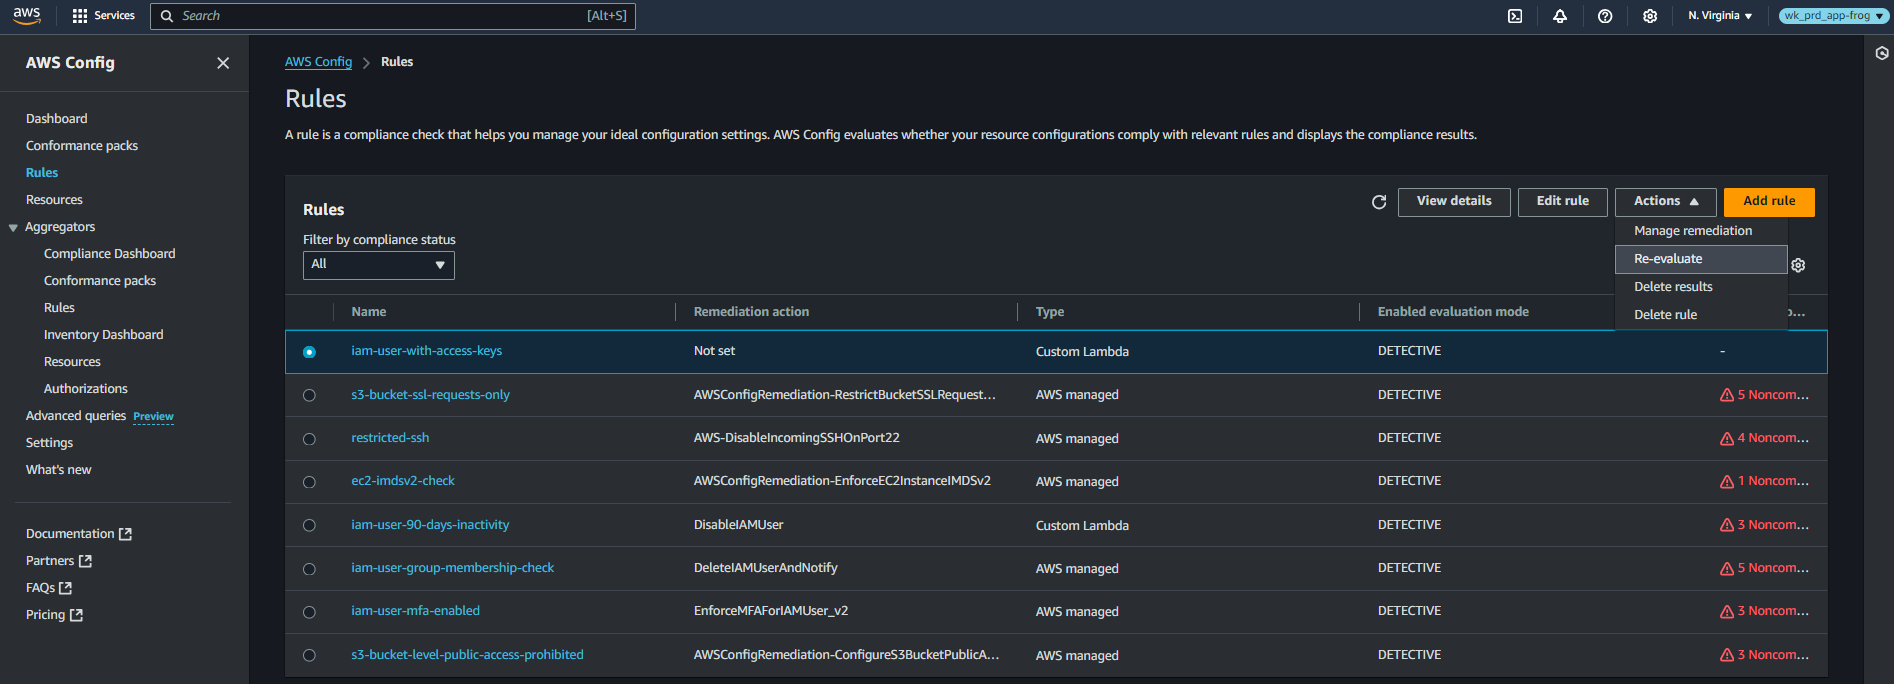 aws
Services
Search
[Alt+S]
N. Virginia
wk_prd_app-frog
AWS Config
Dashboard
Conformance packs
Rules
Resources
Aggregators
Compliance Dashboard
Conformance packs
Rules
Inventory Dashboard
Resources
Authorizations
Advanced queries Preview
Settings
What's new
Documentation
Partners
FAQs
Pricing
AWS Config > Rules
Rules
A rule is a compliance check that helps you manage your ideal configuration settings. AWS Config evaluates whether your resource configurations comply with relevant rules and displays the compliance results.
Rules
View details
Edit rule
Actions
Add rule
Manage remediation
Re-evaluate
Delete results
Delete rule
Filter by compliance status
All
Name Remediation action Type Enabled evaluation mode
iam-user-with-access-keys Not set Custom Lambda DETECTIVE -
s3-bucket-ssl-requests-only AWSConfigRemediation-RestrictBucketSSLRequest... AWS managed DETECTIVE 5 Noncom...
restricted-ssh AWS-DisableIncomingSSHOnPort22 AWS managed DETECTIVE 4 Noncom...
ec2-imdsv2-check AWSConfigRemediation-EnforceEC2InstanceIMDSv2 AWS managed DETECTIVE 1 Noncom...
iam-user-90-days-inactivity DisableIAMUser Custom Lambda DETECTIVE 3 Noncom...
iam-user-group-membership-check DeleteIAMUserAndNotify AWS managed DETECTIVE 5 Noncom...
iam-user-mfa-enabled EnforceMFAForIAMUser_v2 AWS managed DETECTIVE 3 Noncom...
s3-bucket-level-public-access-prohibited AWSConfigRemediation-ConfigureS3BucketPublicA... AWS managed DETECTIVE 3 Noncom...